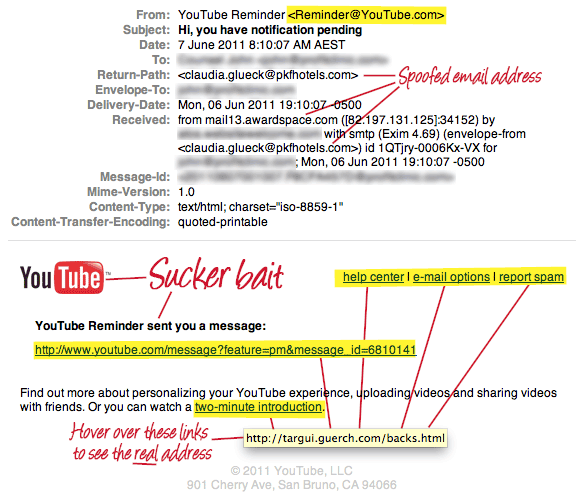 From: YouTube Reminder <Reminder@YouTube.com>
Subject: Hi, you have notification pending
Date: 7 June 2011 8:10:07 AM AEST
To:
Return-Path: <claudia.glueck@pkfhotels.com>
Spoofed email address
Envelope-To:
Delivery-Date: Mon, 06 Jun 2011 19:10:07 -0500
Received: from mail13.awardspace.com ([82.197.131.125]:34152) by
with smtp (Exim 4.69) (envelope-from
<claudia.glueck@pkfhotels.com>) id 1QTjry-0006Kx-VX for
; Mon, 06 Jun 2011 19:10:07 -0500
Message-Id:
Mime-Version: 1.0
Content-Type: text/html; charset="iso-8859-1"
Content-Transfer-Encoding: quoted-printable
YouTube
Sucker bait
help center | e-mail options | report spam
YouTube Reminder sent you a message:
http://www.youtube.com/message?feature=pm&message_id=6810141
Find out more about personalizing your YouTube experience, uploading videos and sharing videos
with friends. Or you can watch a two-minute introduction.
Hover over these links
to see the real address
http://targui.guerch.com/backs.html
© 2011 YouTube, LLC
901 Cherry Ave, San Bruno, CA 94066